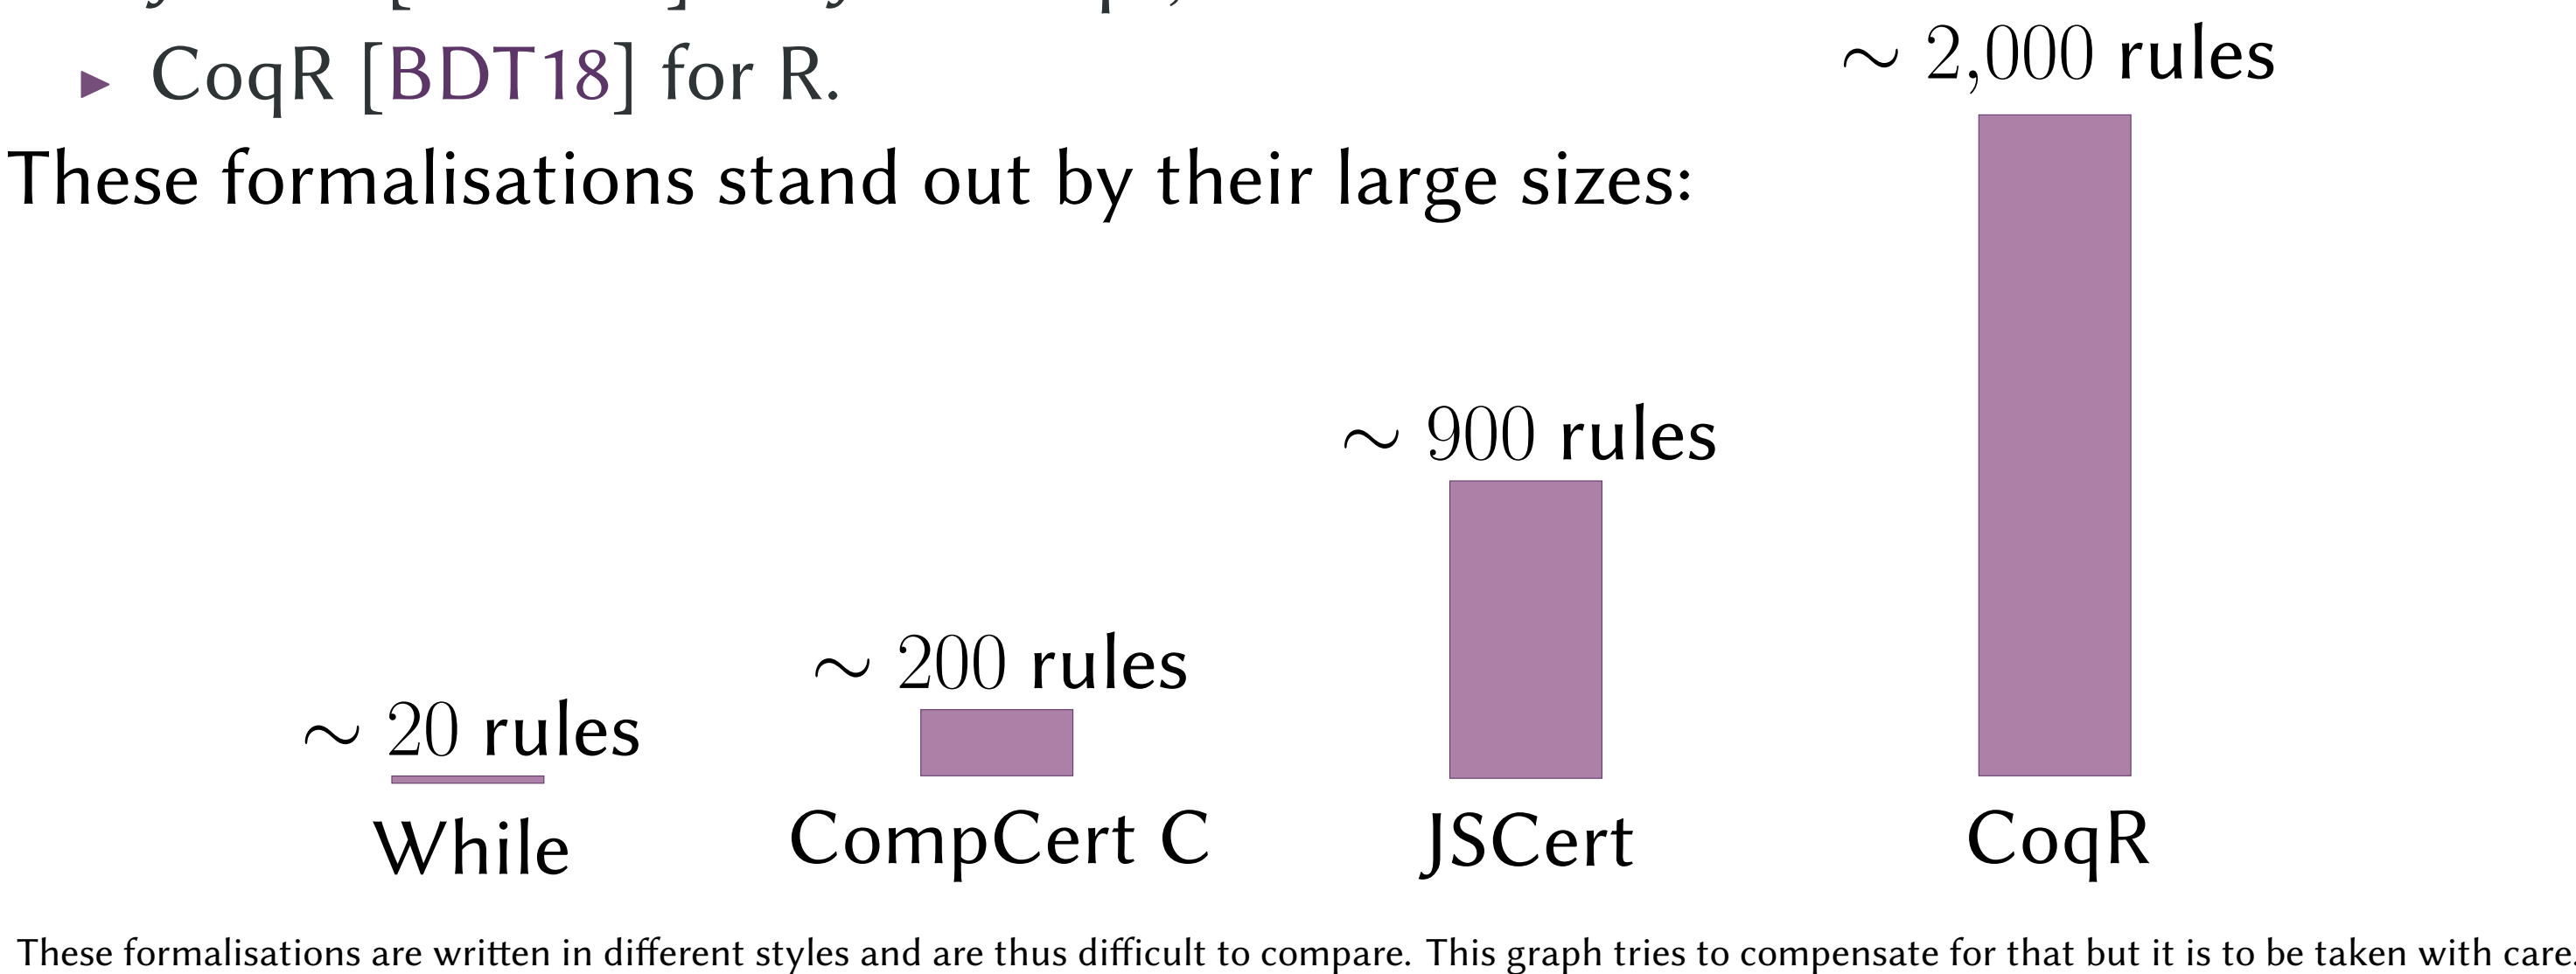 ► CoqR [BDT18] for R.
These formalisations stand out by their large sizes:
∼ 2,000 rules
∼ 900 rules
∼ 200 rules
∼ 20 rules
While CompCert C JSCert CoqR
These formalisations are written in different styles and are thus difficult to compare. This graph tries to compensate for that but it is to be taken with care